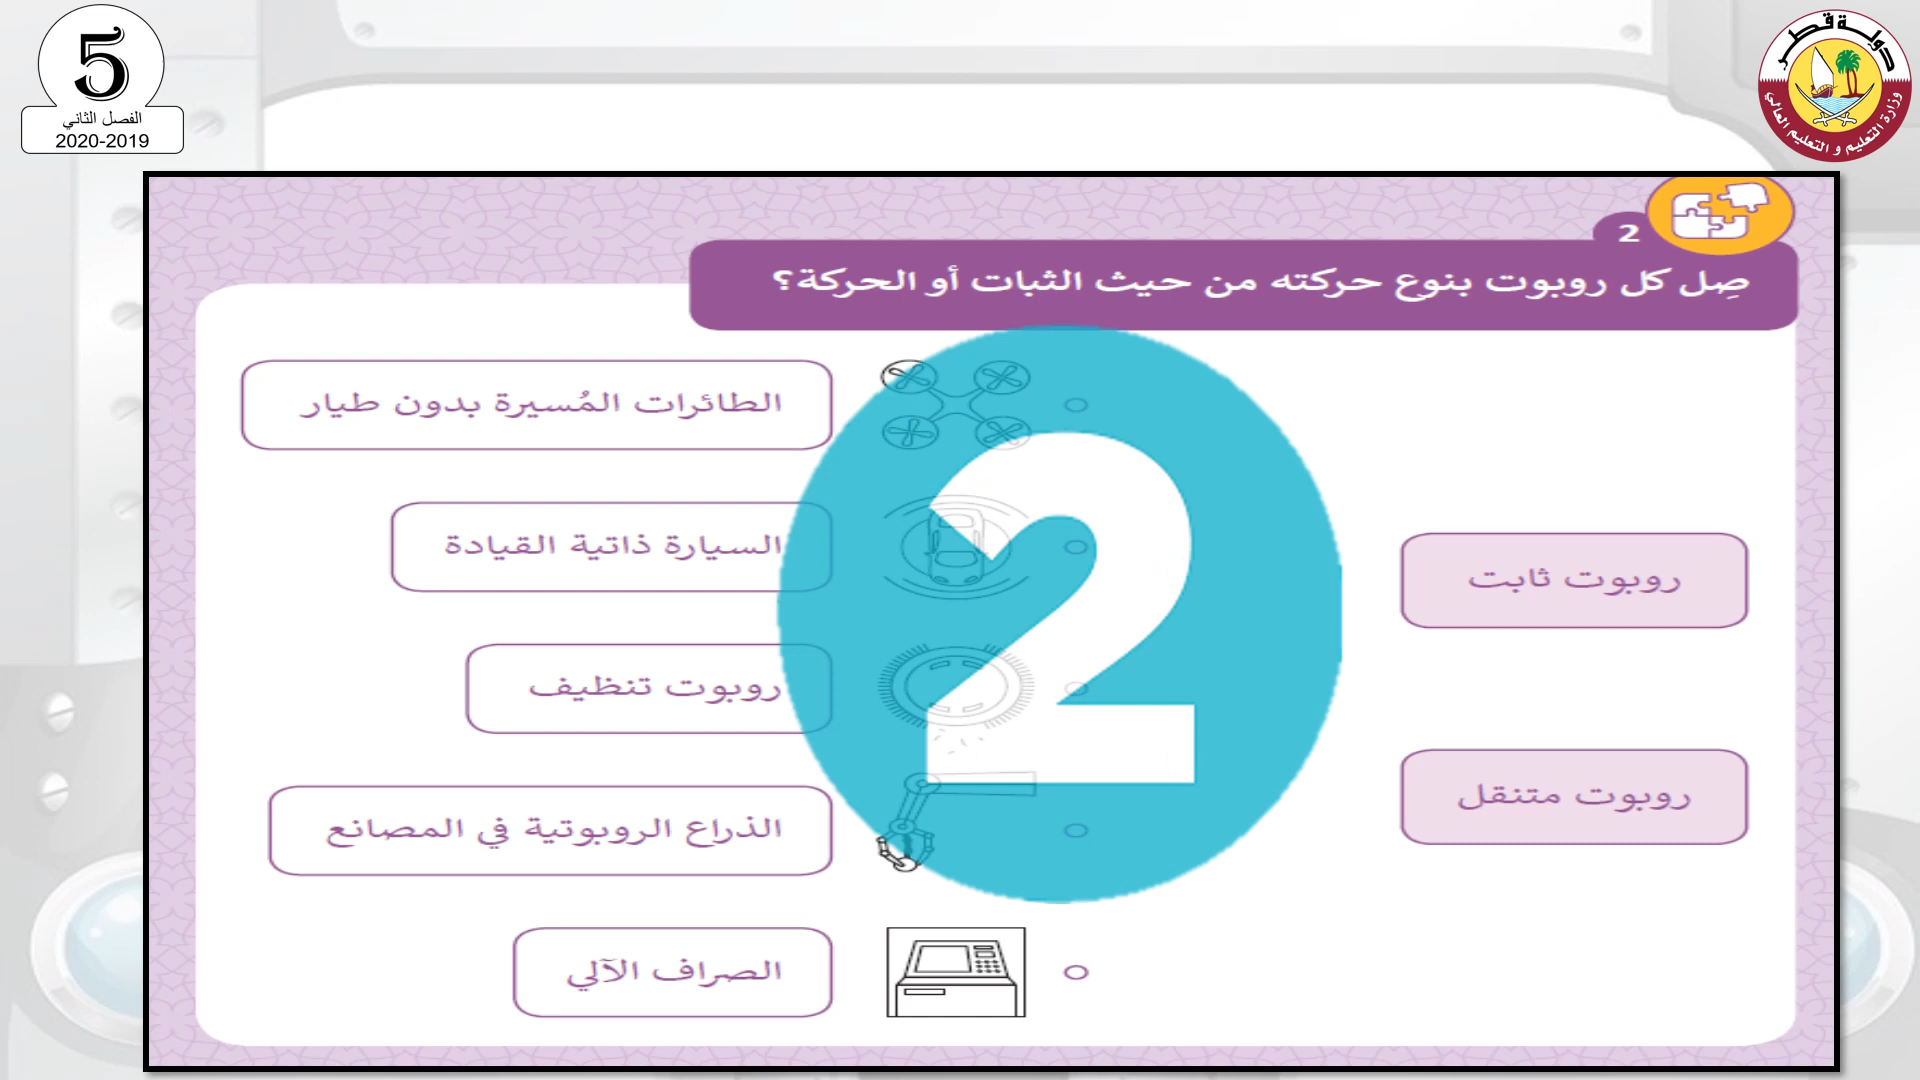 5
الفصل الثاني
2020-2019
دولة قطر
وزارة التعليم و التعليم العالي
2
صِل كل روبوت بنوع حركته من حيث الثبات أو الحركة؟
روبوت ثابت
روبوت متنقل
2
الطائرات المُسيرة بدون طيار
السيارة ذاتية القيادة
روبوت تنظيف
الذراع الروبوتية في المصانع
الصراف الآلي